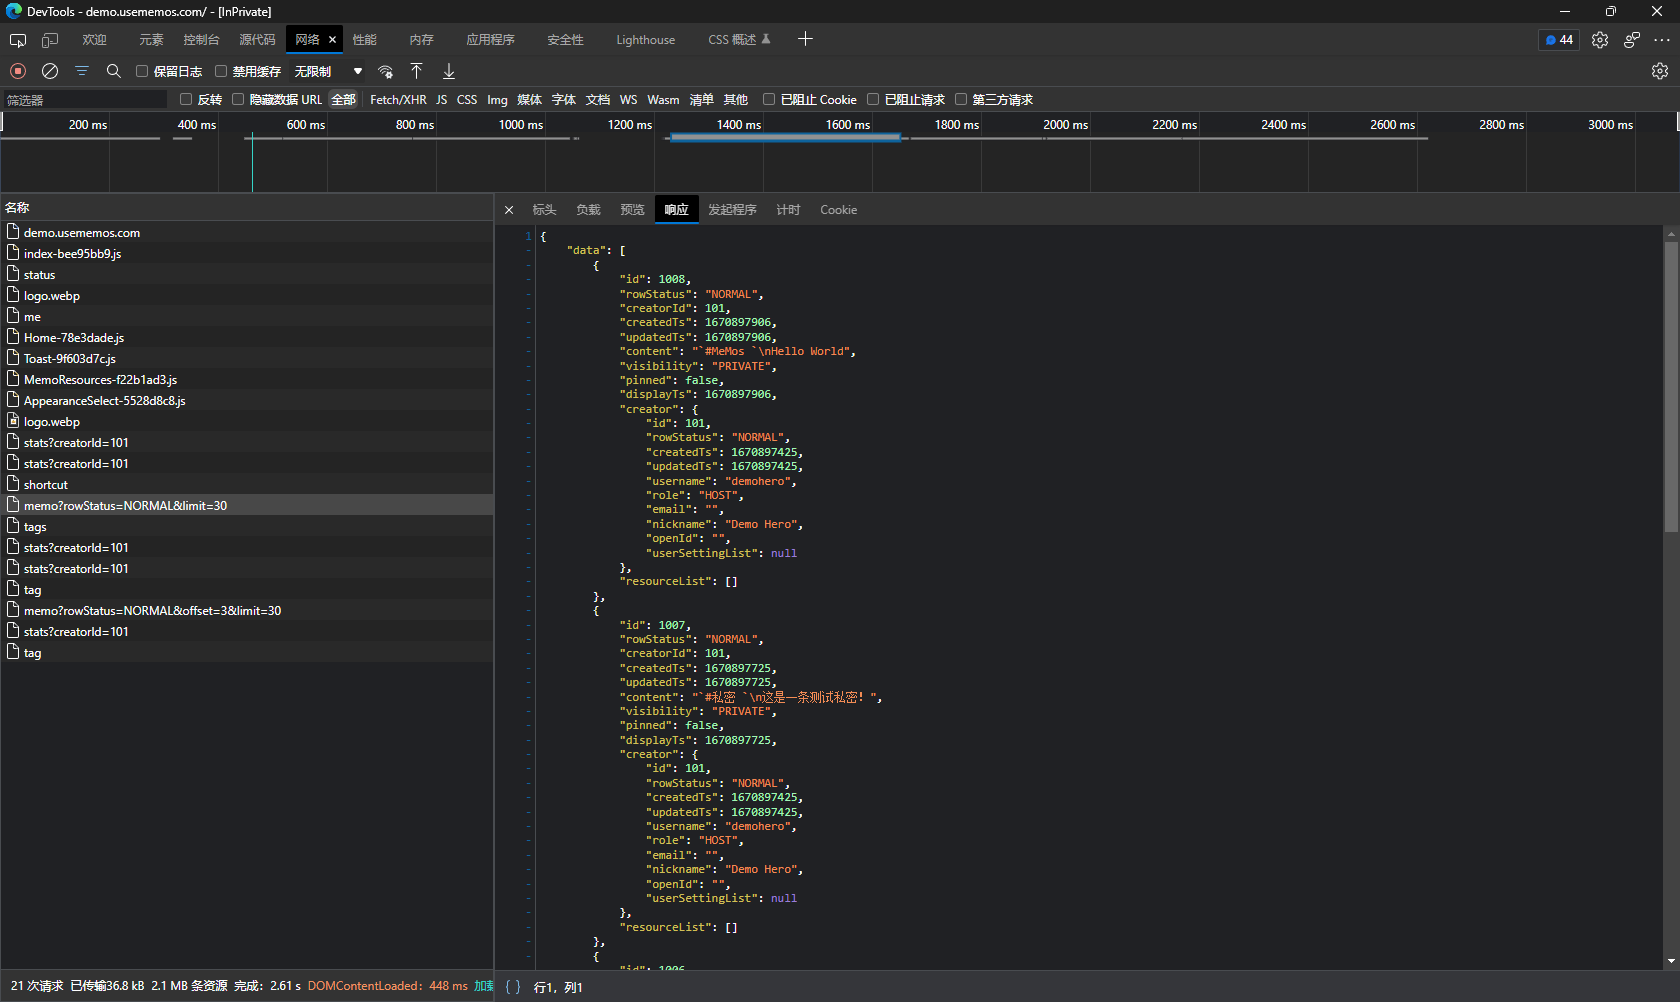 DevTools - demo.usememos.com/ - [InPrivate]
欢迎 元素 控制台 源代码 网络 性能 内存 应用程序 安全性 Lighthouse CSS 概述 44
保留日志 禁用缓存 无限制
筛选器 反转 隐藏数据 URL 全部 Fetch/XHR JS CSS Img 媒体 字体 文档 WS Wasm 清单 其他 已阻止 Cookie 已阻止请求 第三方请求
200 ms 400 ms 600 ms 800 ms 1000 ms 1200 ms 1400 ms 1600 ms 1800 ms 2000 ms 2200 ms 2400 ms 2600 ms 2800 ms 3000 ms
名称
demo.usememos.com
index-bee95bb9.js
status
logo.webp
me
Home-78e3dade.js
Toast-9f603d7c.js
MemoResources-f22b1ad3.js
AppearanceSelect-5528d8c8.js
logo.webp
stats?creatorId=101
stats?creatorId=101
shortcut
memo?rowStatus=NORMAL&limit=30
tags
stats?creatorId=101
stats?creatorId=101
tag
memo?rowStatus=NORMAL&offset=3&limit=30
stats?creatorId=101
tag
21 次请求 已传输36.8 kB 2.1 MB 条资源 完成：2.61 s DOMContentLoaded：448 ms 加载
标头 负载 预览 响应 发起程序 计时 Cookie
1 {
"data": [
{
"id": 1008,
"rowStatus": "NORMAL",
"creatorId": 101,
"createdTs": 1670897906,
"updatedTs": 1670897906,
"content": "`#MeMos `\nHello World",
"visibility": "PRIVATE",
"pinned": false,
"displayTs": 1670897906,
"creator": {
"id": 101,
"rowStatus": "NORMAL",
"createdTs": 1670897425,
"updatedTs": 1670897425,
"username": "demohero",
"role": "HOST",
"email": "",
"nickname": "Demo Hero",
"openId": "",
"userSettingList": null
},
"resourceList": []
},
{
"id": 1007,
"rowStatus": "NORMAL",
"creatorId": 101,
"createdTs": 1670897725,
"updatedTs": 1670897725,
"content": "`#私密 `\n这是一条测试私密！",
"visibility": "PRIVATE",
"pinned": false,
"displayTs": 1670897725,
"creator": {
"id": 101,
"rowStatus": "NORMAL",
"createdTs": 1670897425,
"updatedTs": 1670897425,
"username": "demohero",
"role": "HOST",
"email": "",
"nickname": "Demo Hero",
"openId": "",
"userSettingList": null
},
"resourceList": []
},
{
"id": 1006
{ } 行1，列1